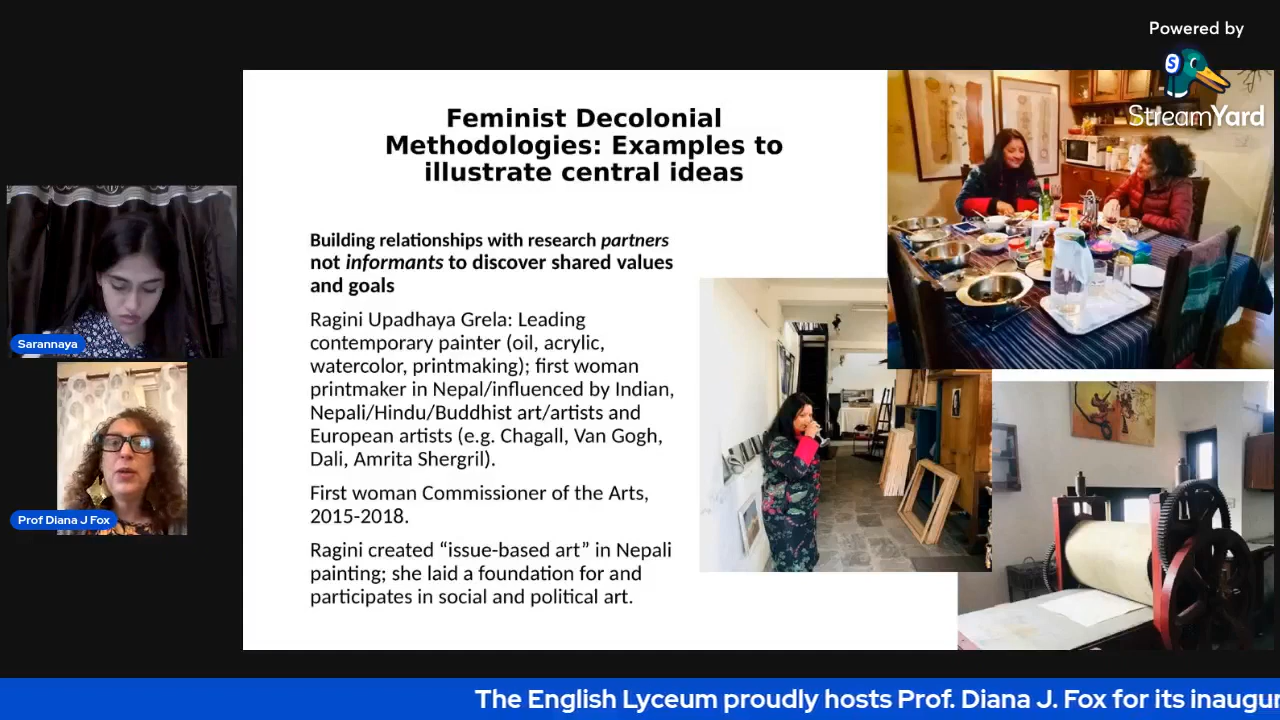 Powered by
S
StreamYard
Feminist Decolonial
Methodologies: Examples to
illustrate central ideas
Building relationships with research partners
not informants to discover shared values
and goals
Ragini Upadhaya Grela: Leading
contemporary painter (oil, acrylic,
watercolor, printmaking); first woman
printmaker in Nepal/influenced by Indian,
Nepali/Hindu/Buddhist art/artists and
European artists (e.g. Chagall, Van Gogh,
Dali, Amrita Shergril).
First woman Commissioner of the Arts,
2015-2018.
Ragini created “issue-based art” in Nepali
painting; she laid a foundation for and
participates in social and political art.
Sarannaya
Prof Diana J Fox
The English Lyceum proudly hosts Prof. Diana J. Fox for its inaugur